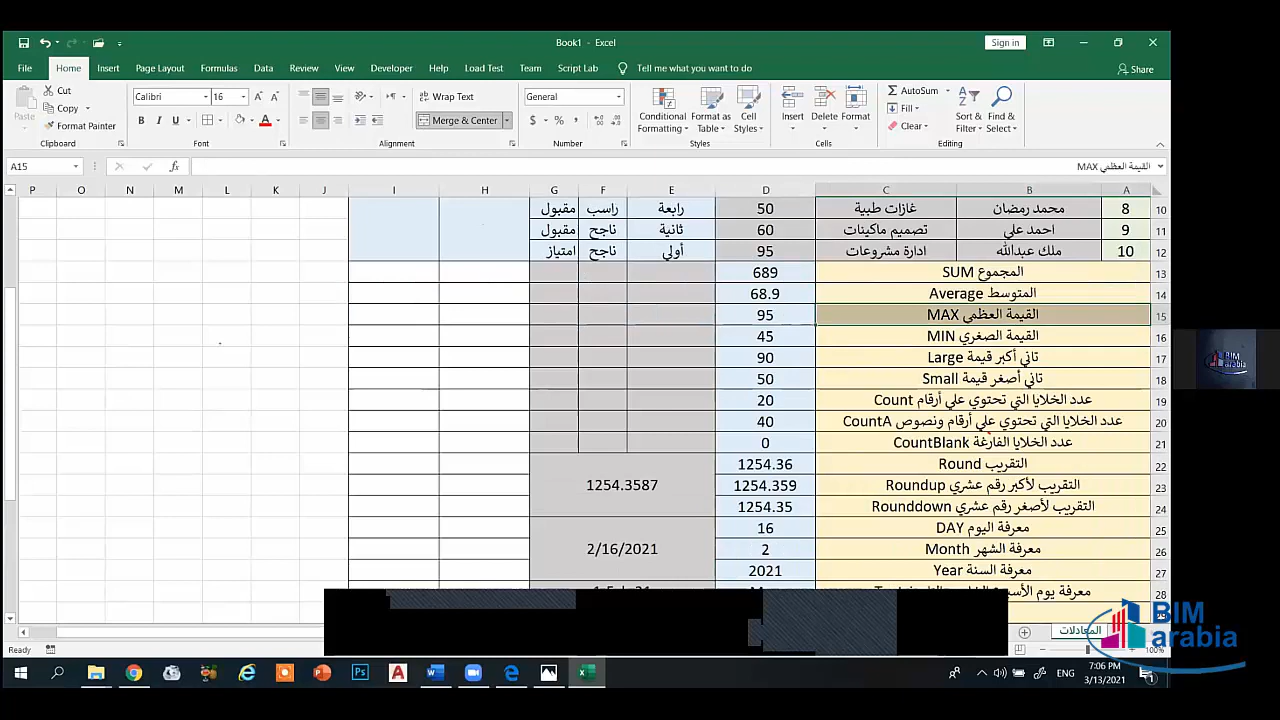 Book1 - Excel
Sign in
File Home Insert Page Layout Formulas Data Review View Developer Help Load Test Team Script Lab Tell me what you want to do
Share
Paste
Cut
Copy
Format Painter
Clipboard
Calibri 16
B I U
Font
Wrap Text
Merge & Center
Alignment
General
$ % ,
Number
Conditional Formatting
Format as Table
Cell Styles
Styles
Insert
Delete
Format
Cells
AutoSum
Fill
Clear
Sort & Filter
Find & Select
Editing
A15
fx
القيمة العظمي MAX
A B C D E F G H I J K L M N O P
10 8 محمد رمضان غازات طبية 50 رابعة راسب مقبول
11 9 احمد علي تصميم ماكينات 60 ثانية ناجح مقبول
12 10 ملك عبدالله ادارة مشروعات 95 أولي ناجح امتياز
13 المجموع SUM 689
14 المتوسط Average 68.9
15 القيمة العظمي MAX 95
16 القيمة الصغري MIN 45
17 تاني أكبر قيمة Large 90
18 تاني أصغر قيمة Small 50
19 عدد الخلايا التي تحتوي علي أرقام Count 20
20 عدد الخلايا التي تحتوي علي أرقام ونصوص CountA 40
21 عدد الخلايا الفارغة CountBlank 0
22 التقريب Round 1254.36
23 التقريب لأكبر رقم عشري Roundup 1254.359 1254.3587
24 التقريب لأصغر رقم عشري Rounddown 1254.35
25 معرفة اليوم DAY 16
26 معرفة الشهر Month 2 2/16/2021
27 معرفة السنة Year 2021
28
المعادلات
Ready
100%
BIM arabia
BIM arabia
ENG
7:06 PM
3/13/2021